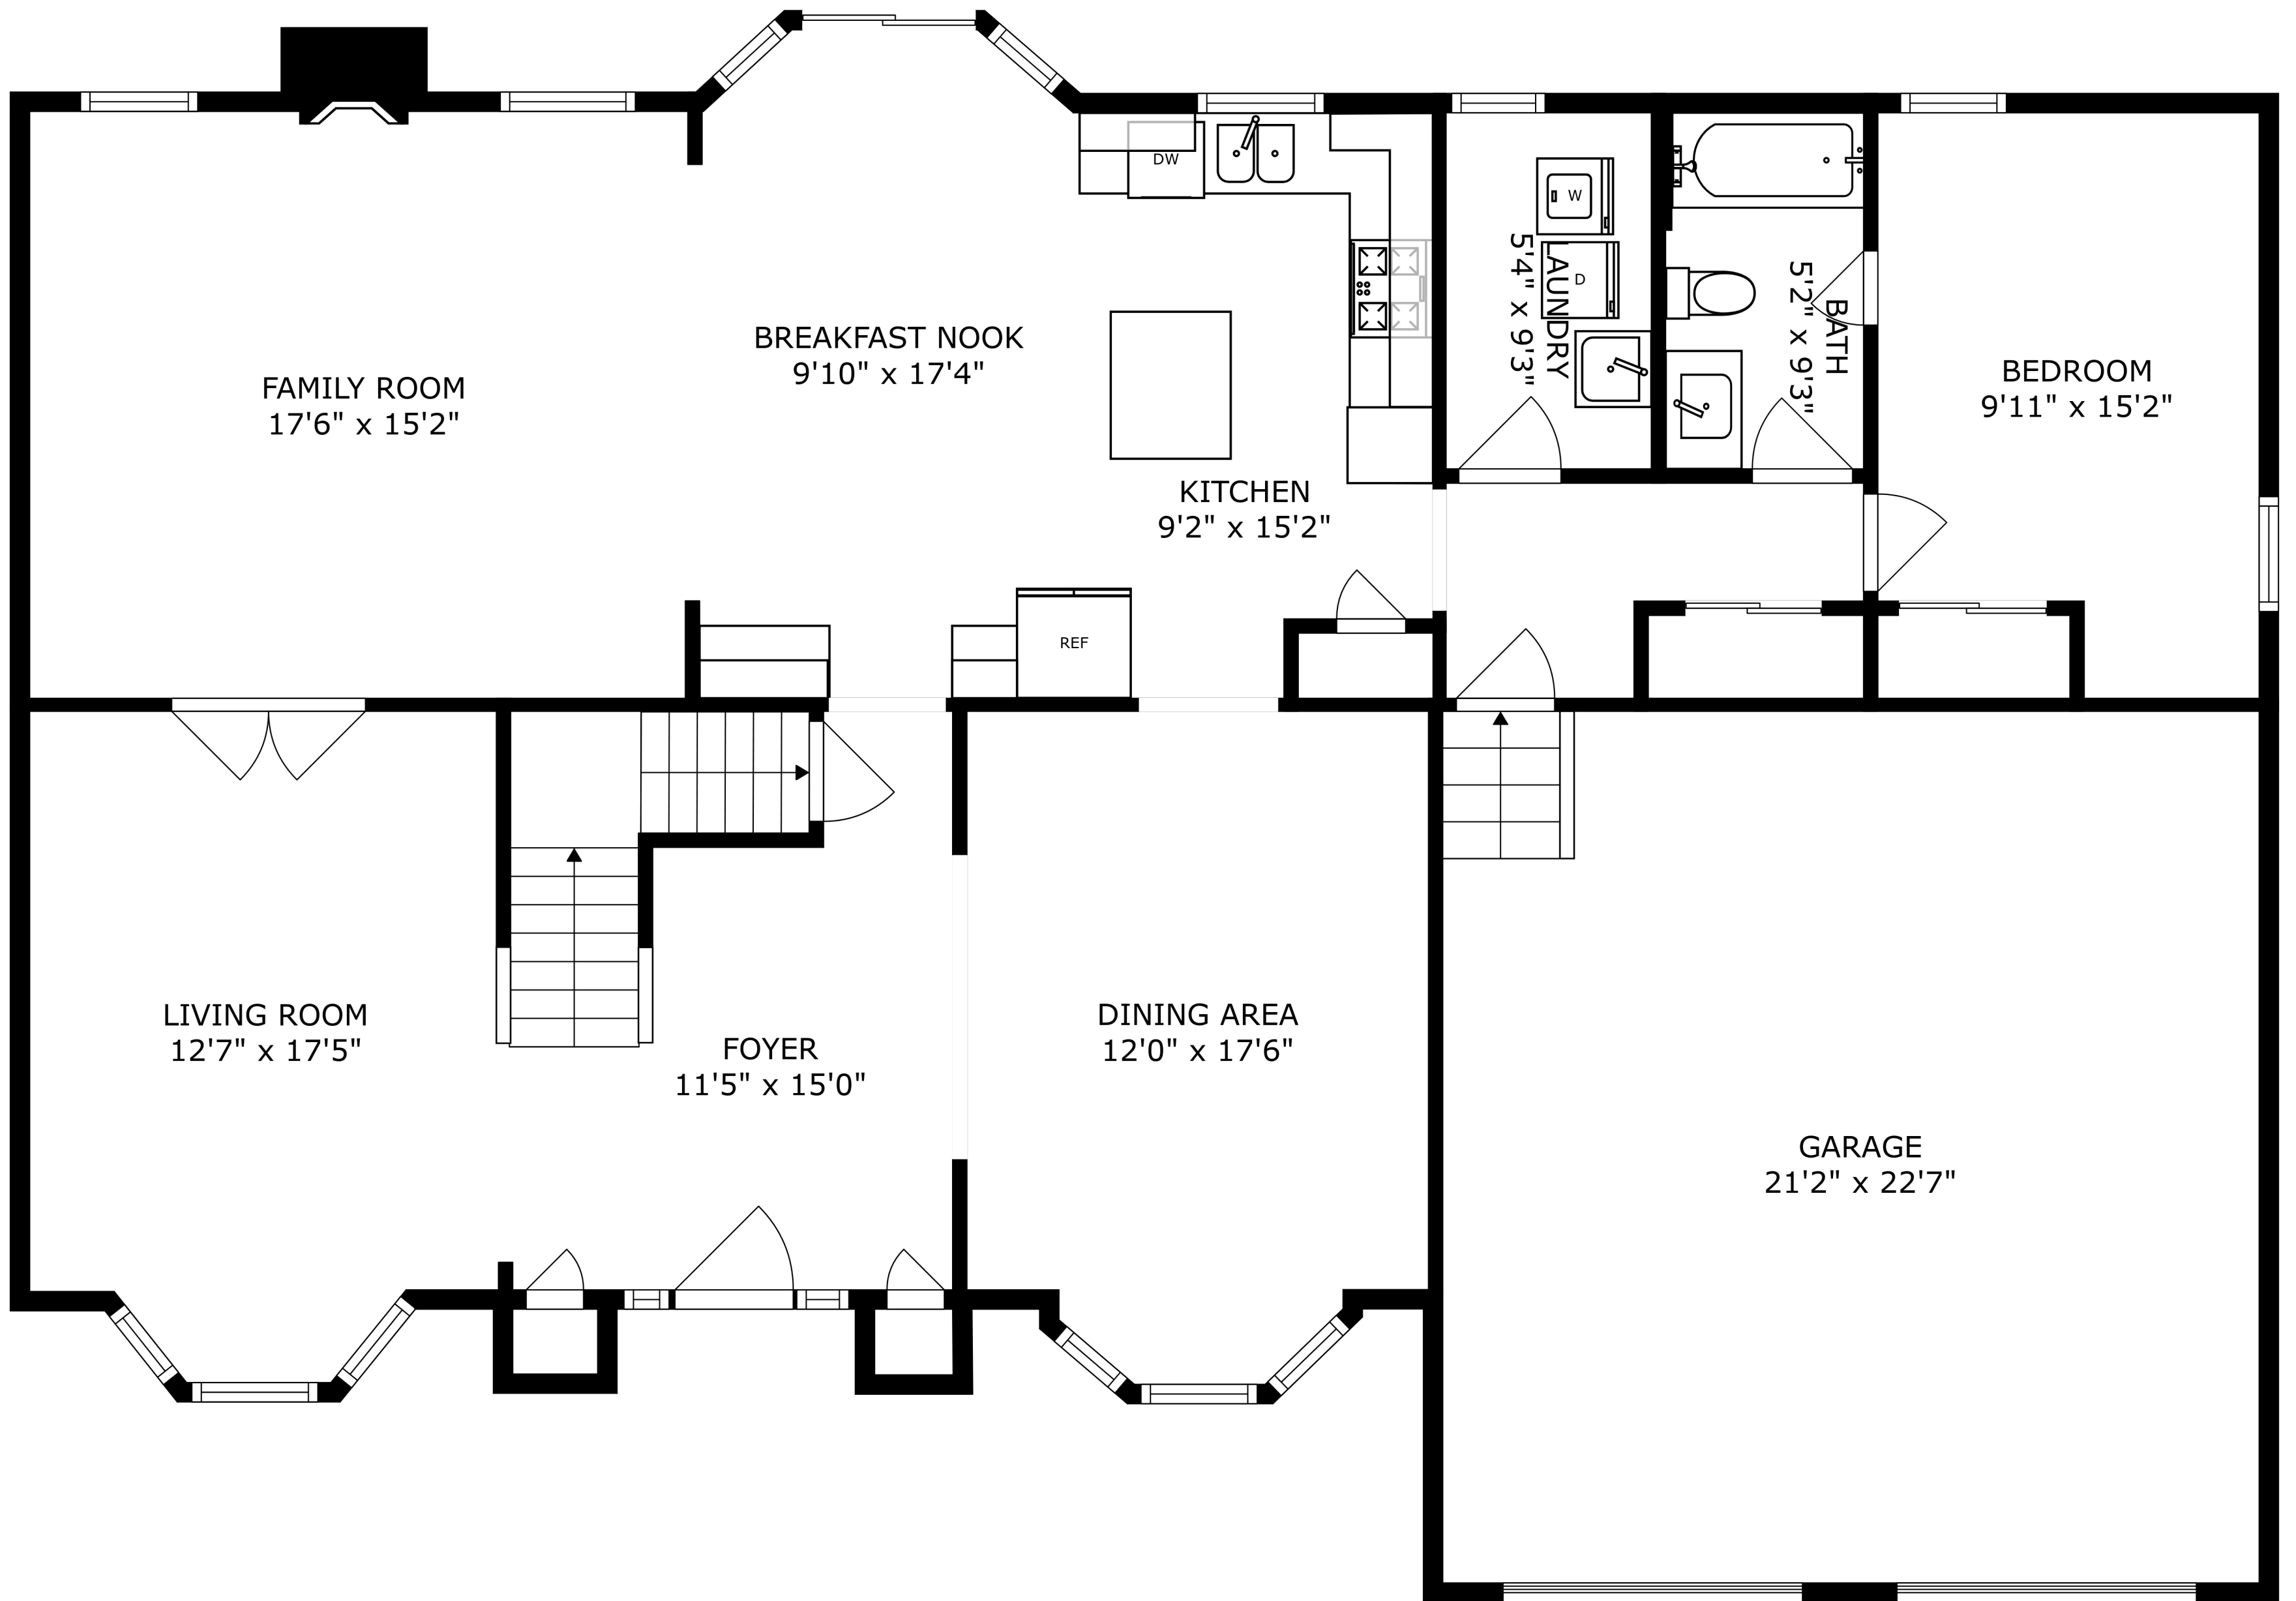 DW
W
LAUNDRY
5'4" x 9'3"
D
BATH
5'2" x 9'3"
BREAKFAST NOOK
9'10" x 17'4"
FAMILY ROOM
17'6" x 15'2"
BEDROOM
9'11" x 15'2"
KITCHEN
9'2" x 15'2"
REF
LIVING ROOM
12'7" x 17'5"
FOYER
11'5" x 15'0"
DINING AREA
12'0" x 17'6"
GARAGE
21'2" x 22'7"